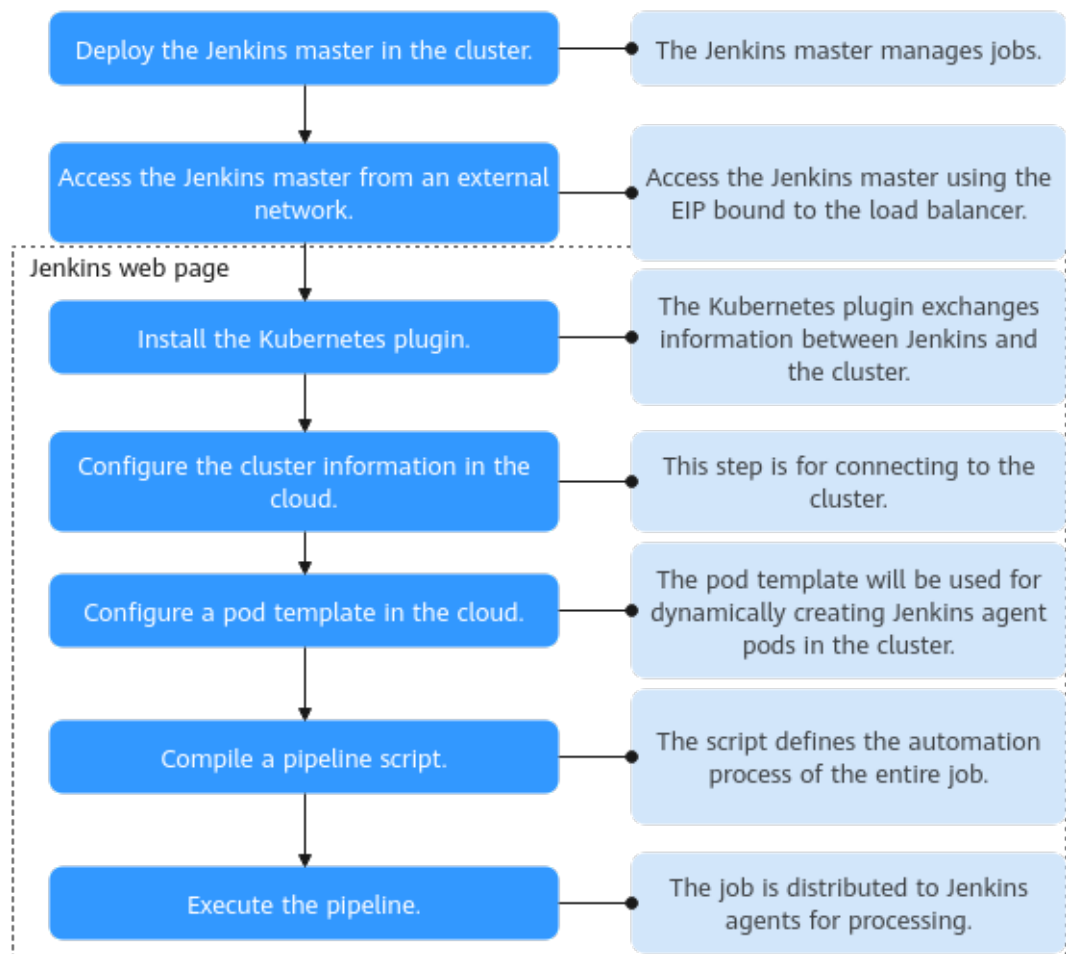 Deploy the Jenkins master in the cluster.
The Jenkins master manages jobs.
Access the Jenkins master from an external
network.
Access the Jenkins master using the
EIP bound to the load balancer.
Jenkins web page
Install the Kubernetes plugin.
The Kubernetes plugin exchanges
information between Jenkins and
the cluster.
Configure the cluster information in the
cloud.
This step is for connecting to the
cluster.
Configure a pod template in the cloud.
The pod template will be used for
dynamically creating Jenkins agent
pods in the cluster.
Compile a pipeline script.
The script defines the automation
process of the entire job.
Execute the pipeline.
The job is distributed to Jenkins
agents for processing.